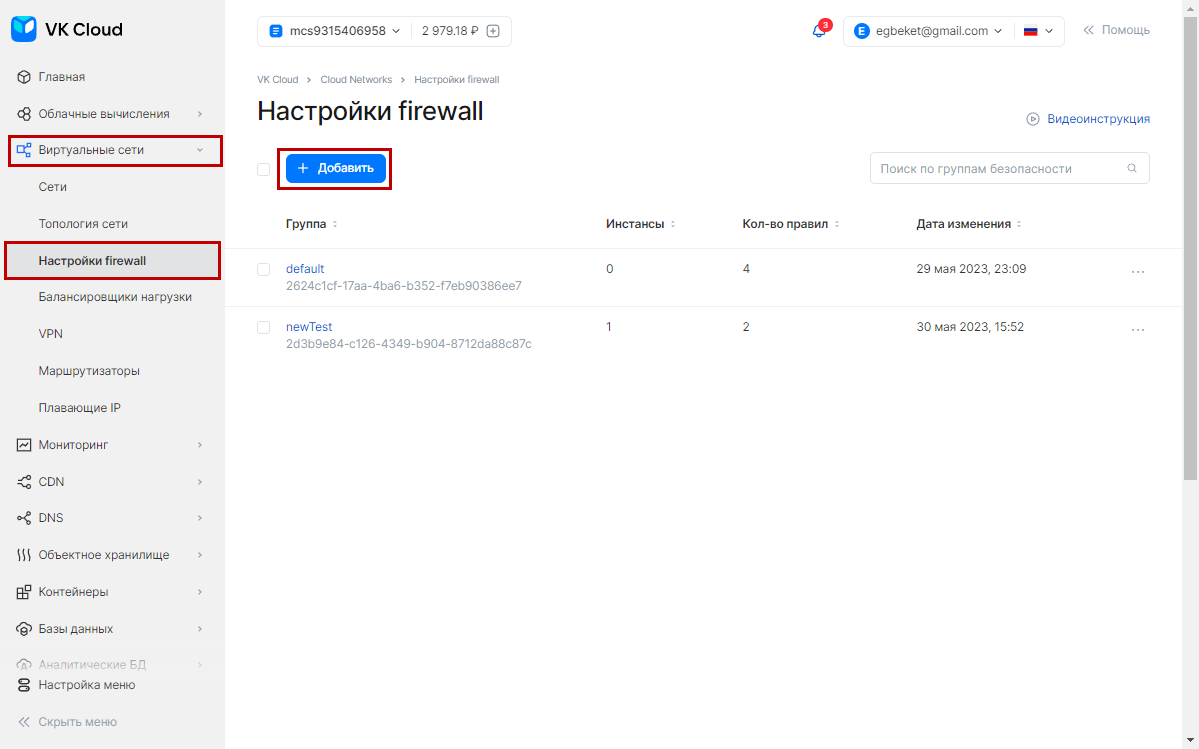 VK Cloud
mcs9315406958 2 979.18 ₽
3
E egbeket@gmail.com
Помощь
Главная
Облачные вычисления
Виртуальные сети
Сети
Топология сети
Настройки firewall
Балансировщики нагрузки
VPN
Маршрутизаторы
Плавающие IP
Мониторинг
CDN
DNS
Объектное хранилище
Контейнеры
Базы данных
Аналитические БД
Настройка меню
Скрыть меню
VK Cloud > Cloud Networks > Настройки firewall
Настройки firewall
Видеоинструкция
+ Добавить
Поиск по группам безопасности
Группа Инстансы Кол-во правил Дата изменения
default 0 4 29 мая 2023, 23:09 ...
2624c1cf-17aa-4ba6-b352-f7eb90386ee7
newTest 1 2 30 мая 2023, 15:52 ...
2d3b9e84-c126-4349-b904-8712da88c87c